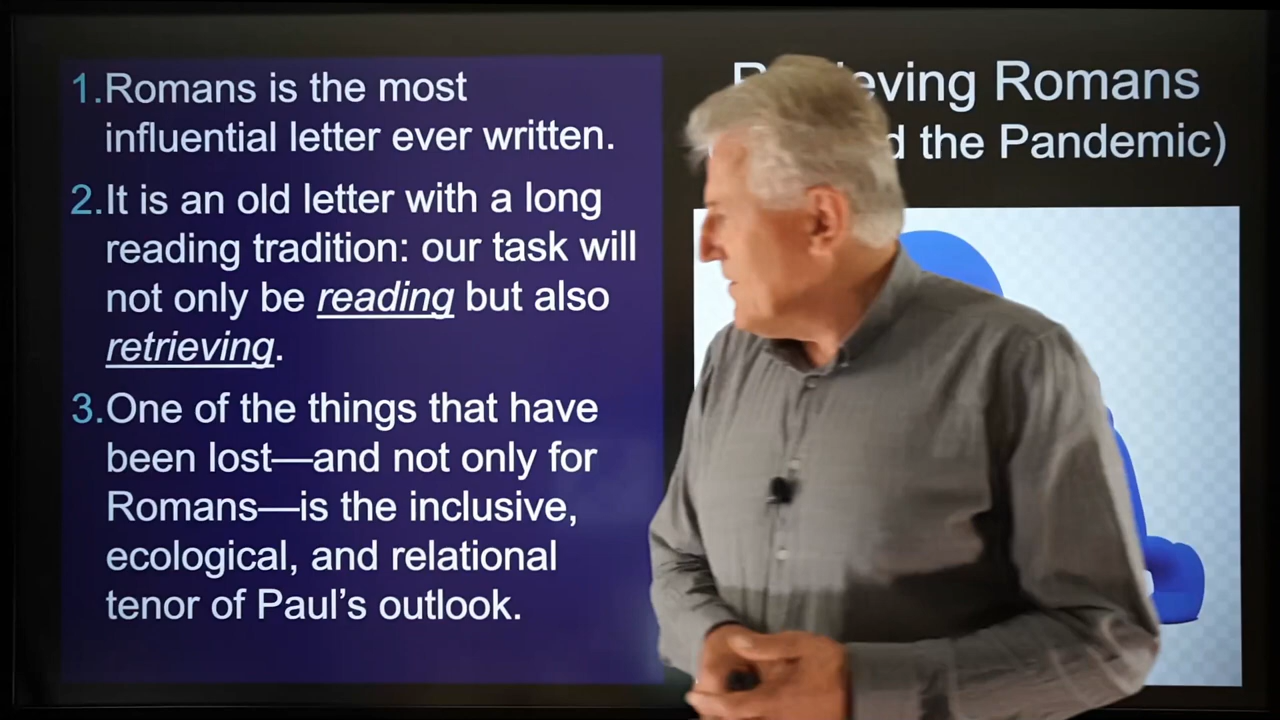 1.Romans is the most
influential letter ever written.
2.It is an old letter with a long
reading tradition: our task will
not only be reading but also
retrieving.
3.One of the things that have
been lost—and not only for
Romans—is the inclusive,
ecological, and relational
tenor of Paul’s outlook.
Romans
the Pandemic)